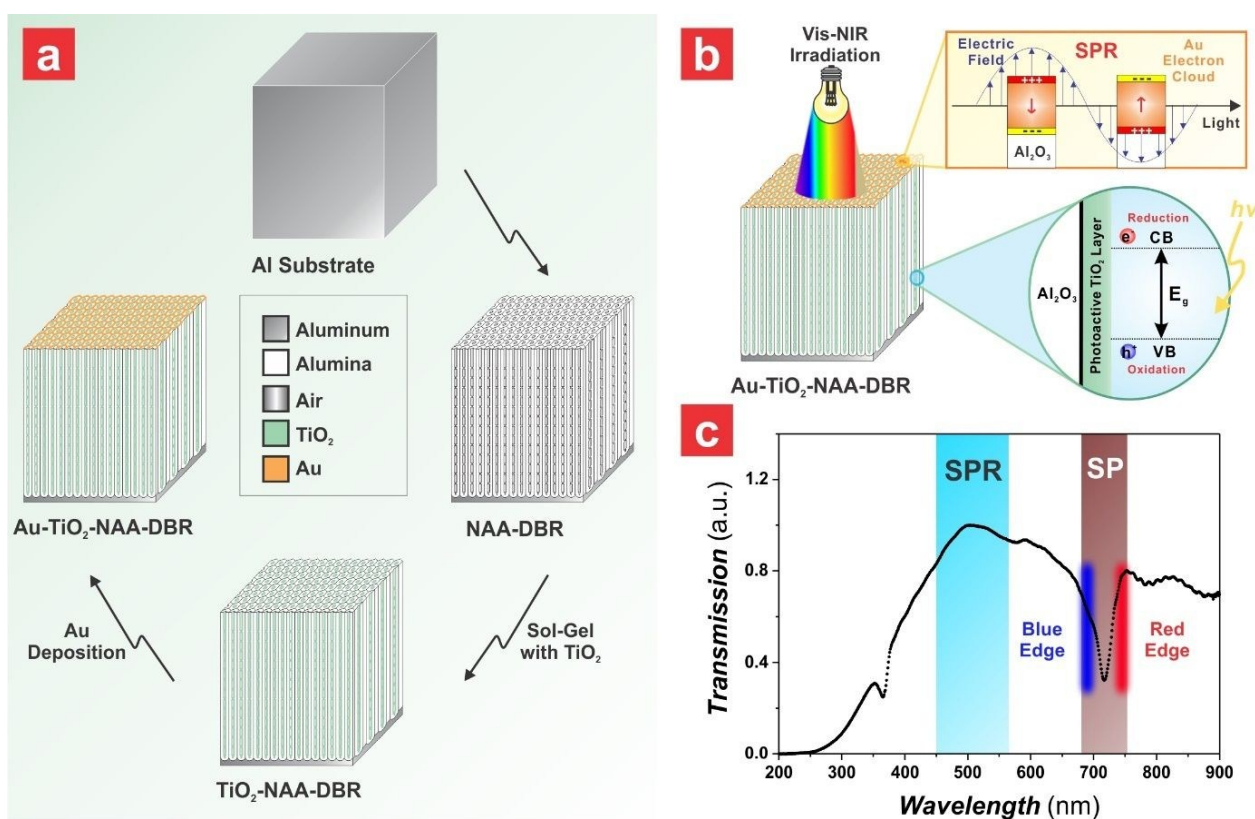 a
Al Substrate
Aluminum
Alumina
Air
TiO₂
Au
Au-TiO₂-NAA-DBR
NAA-DBR
Au
Deposition
Sol-Gel
with TiO₂
TiO₂-NAA-DBR
b
Vis-NIR
Irradiation
Electric
Field
SPR
Au
Electron
Cloud
+++
---
---
+++
Light
Al₂O₃
Au-TiO₂-NAA-DBR
Al₂O₃
Photoactive TiO₂ Layer
Reduction
e⁻ CB
E_g
h⁺ VB
Oxidation
hν
c
SPR
SP
Blue
Edge
Red
Edge
Transmission (a.u.)
1.2
0.8
0.4
0.0
200 300 400 500 600 700 800 900
Wavelength (nm)